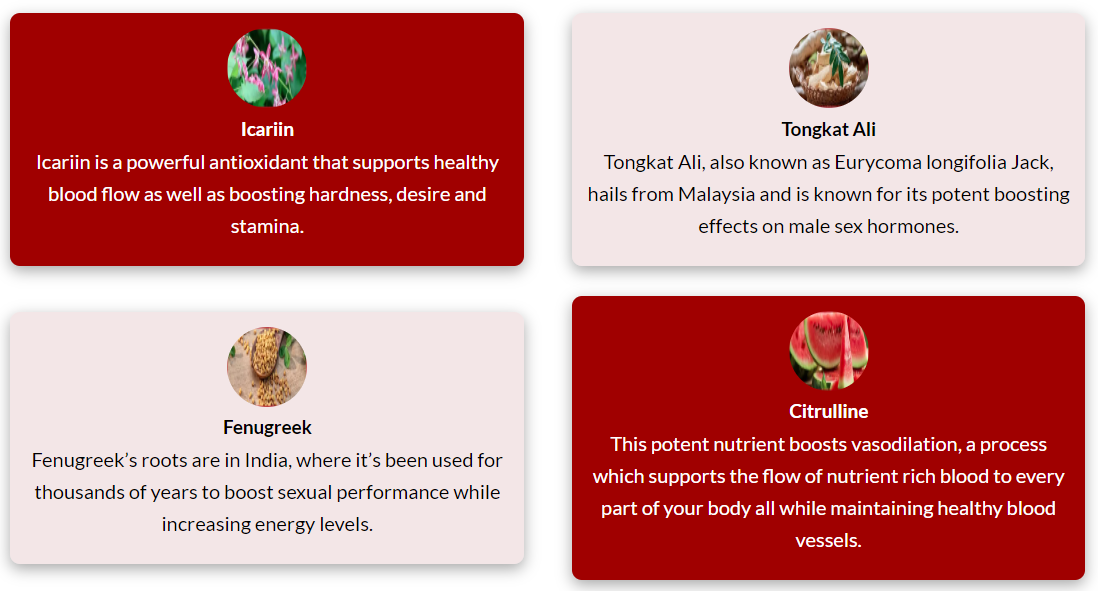 Icariin
Icariin is a powerful antioxidant that supports healthy
blood flow as well as boosting hardness, desire and
stamina.
Tongkat Ali
Tongkat Ali, also known as Eurycoma longifolia Jack,
hails from Malaysia and is known for its potent boosting
effects on male sex hormones.
Fenugreek
Fenugreek’s roots are in India, where it’s been used for
thousands of years to boost sexual performance while
increasing energy levels.
Citrulline
This potent nutrient boosts vasodilation, a process
which supports the flow of nutrient rich blood to every
part of your body all while maintaining healthy blood
vessels.